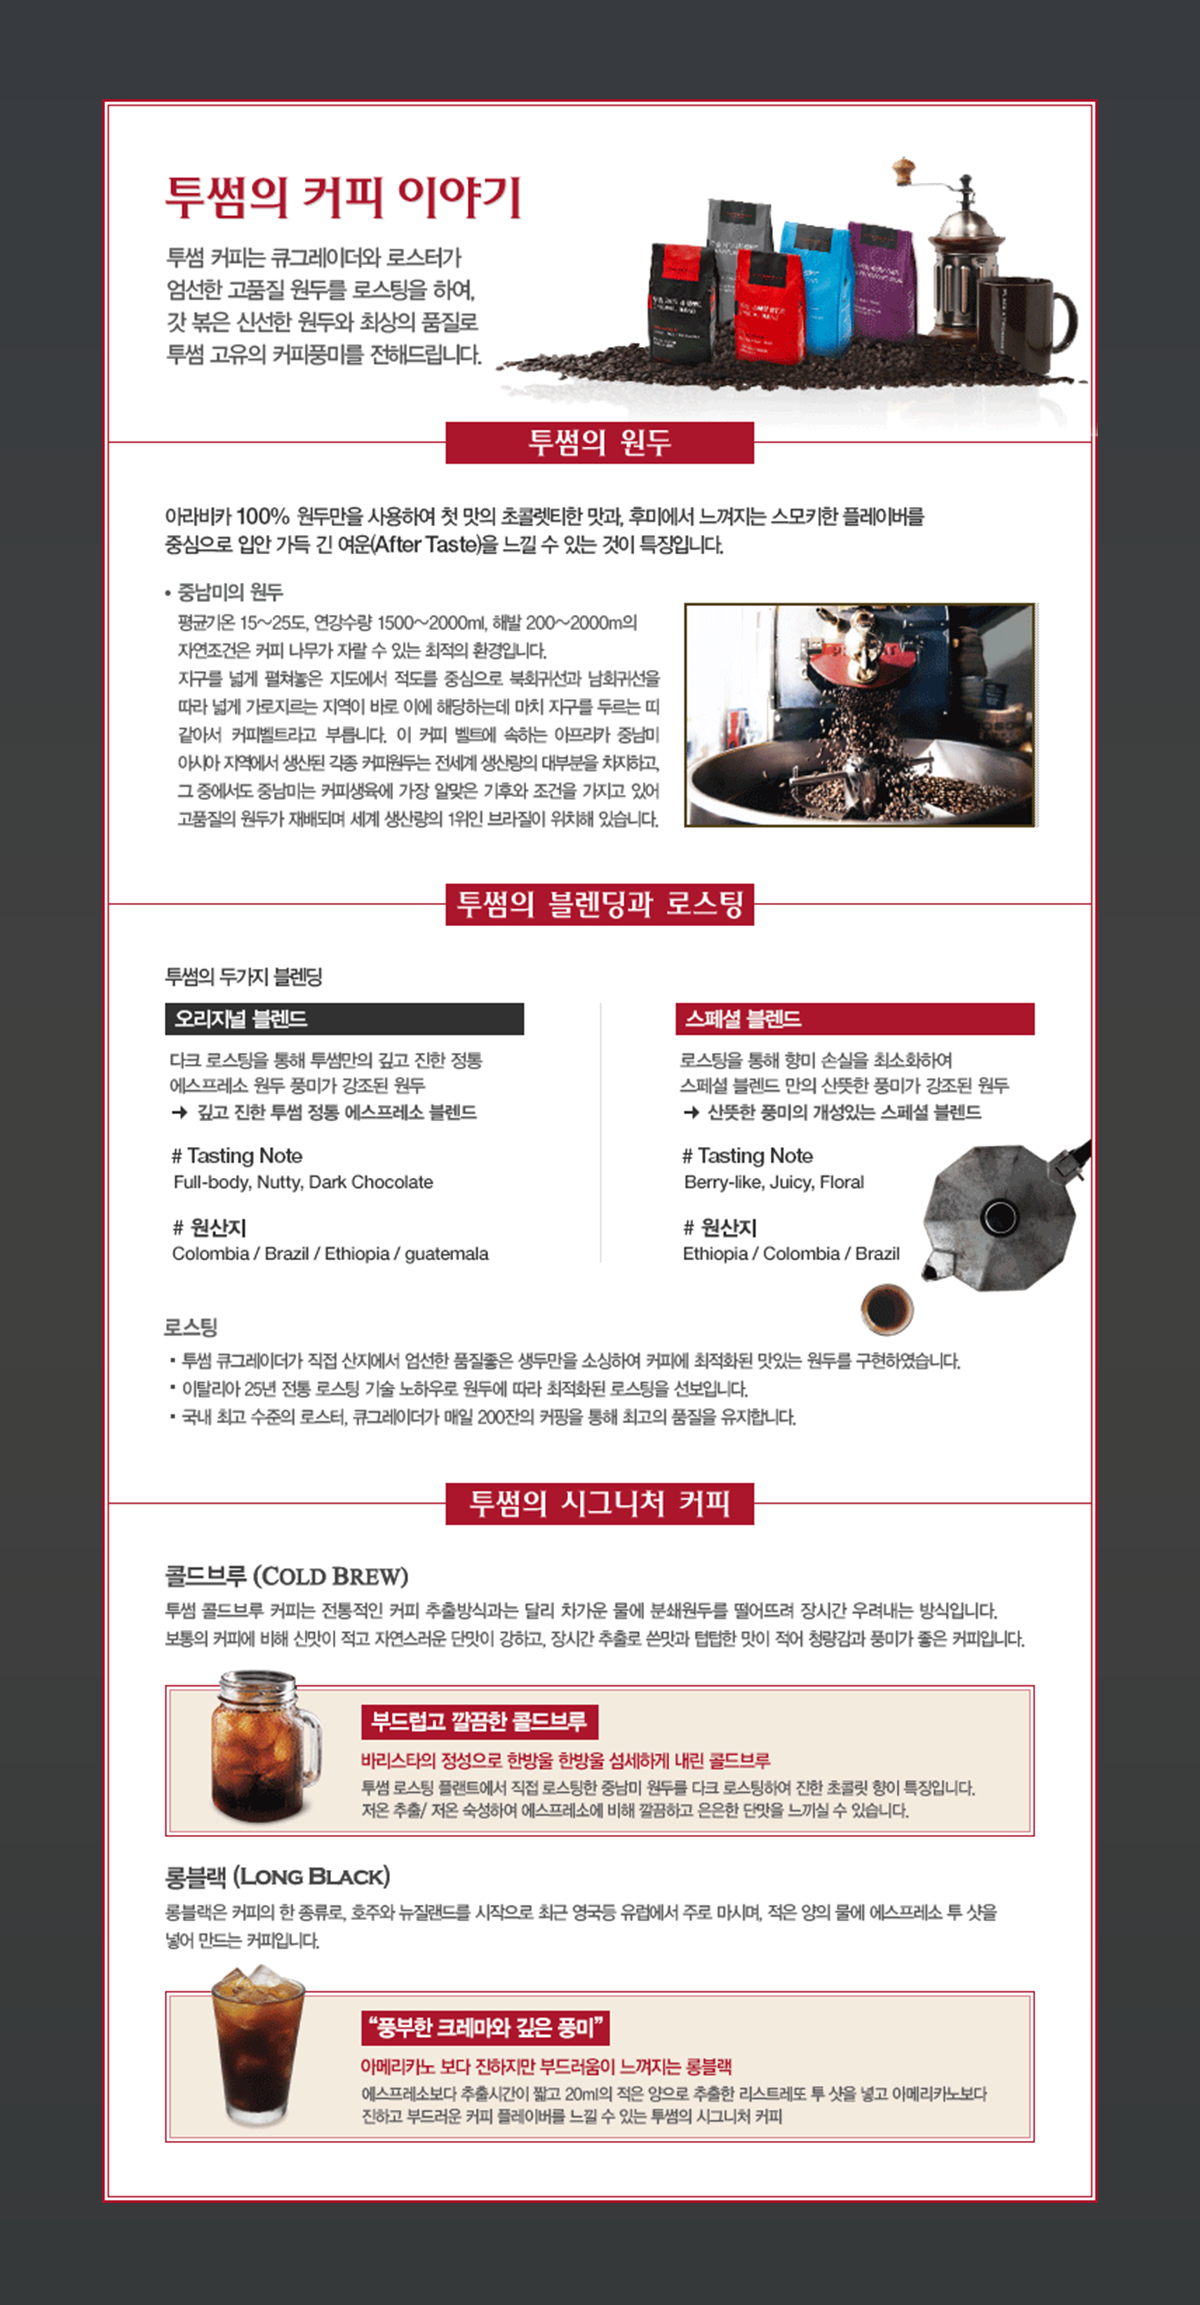 투썸의 커피 이야기
투썸 커피는 큐그레이더와 로스터가
엄선한 고품질 원두를 로스팅을 하여,
갓 볶은 신선한 원두와 최상의 품질로
투썸 고유의 커피풍미를 전해드립니다.
투썸의 원두
아라비카 100% 원두만을 사용하여 첫 맛의 초콜렛티한 맛과, 후미에서 느껴지는 스모키한 플레이버를
중심으로 입안 가득 긴 여운(After Taste)을 느낄 수 있는 것이 특징입니다.
• 중남미의 원두
평균기온 15~25도, 연강수량 1500~2000ml, 해발 200~2000m의
자연조건은 커피 나무가 자랄 수 있는 최적의 환경입니다.
지구를 넓게 펼쳐놓은 지도에서 적도를 중심으로 북회귀선과 남회귀선을
따라 넓게 가로지르는 지역이 바로 이에 해당하는데 마치 지구를 두르는 띠
같아서 커피벨트라고 부릅니다. 이 커피 벨트에 속하는 아프리카 중남미
아시아 지역에서 생산된 각종 커피원두는 전세계 생산량의 대부분을 차지하고,
그 중에서도 중남미는 커피생육에 가장 알맞은 기후와 조건을 가지고 있어
고품질의 원두가 재배되며 세계 생산량의 1위인 브라질이 위치해 있습니다.
투썸의 블렌딩과 로스팅
투썸의 두가지 블렌딩
오리지널 블렌드
다크 로스팅을 통해 투썸만의 깊고 진한 정통
에스프레소 원두 풍미가 강조된 원두
→ 깊고 진한 투썸 정통 에스프레소 블렌드
# Tasting Note
Full-body, Nutty, Dark Chocolate
# 원산지
Colombia / Brazil / Ethiopia / guatemala
스페셜 블렌드
로스팅을 통해 향미 손실을 최소화하여
스페셜 블렌드 만의 산뜻한 풍미가 강조된 원두
→ 산뜻한 풍미의 개성있는 스페셜 블렌드
# Tasting Note
Berry-like, Juicy, Floral
# 원산지
Ethiopia / Colombia / Brazil
로스팅
▪ 투썸 큐그레이더가 직접 산지에서 엄선한 품질좋은 생두만을 소싱하여 커피에 최적화된 맛있는 원두를 구현하였습니다.
▪ 이탈리아 25년 전통 로스팅 기술 노하우로 원두에 따라 최적화된 로스팅을 선보입니다.
▪ 국내 최고 수준의 로스터, 큐그레이더가 매일 200잔의 커핑을 통해 최고의 품질을 유지합니다.
투썸의 시그니처 커피
콜드브루 (COLD BREW)
투썸 콜드브루 커피는 전통적인 커피 추출방식과는 달리 차가운 물에 분쇄원두를 떨어뜨려 장시간 우려내는 방식입니다.
보통의 커피에 비해 신맛이 적고 자연스러운 단맛이 강하고, 장시간 추출로 쓴맛과 텁텁한 맛이 적어 청량감과 풍미가 좋은 커피입니다.
부드럽고 깔끔한 콜드브루
바리스타의 정성으로 한방울 한방울 섬세하게 내린 콜드브루
투썸 로스팅 플랜트에서 직접 로스팅한 중남미 원두를 다크 로스팅하여 진한 초콜릿 향이 특징입니다.
저온 추출/ 저온 숙성하여 에스프레소에 비해 깔끔하고 은은한 단맛을 느끼실 수 있습니다.
롱블랙 (LONG BLACK)
롱블랙은 커피의 한 종류로, 호주와 뉴질랜드를 시작으로 최근 영국등 유럽에서 주로 마시며, 적은 양의 물에 에스프레소 투 샷을
넣어 만드는 커피입니다.
“풍부한 크레마와 깊은 풍미”
아메리카노 보다 진하지만 부드러움이 느껴지는 롱블랙
에스프레소보다 추출시간이 짧고 20ml의 적은 양으로 추출한 리스트레또 투 샷을 넣고 아메리카노보다
진하고 부드러운 커피 플레이버를 느낄 수 있는 투썸의 시그니처 커피